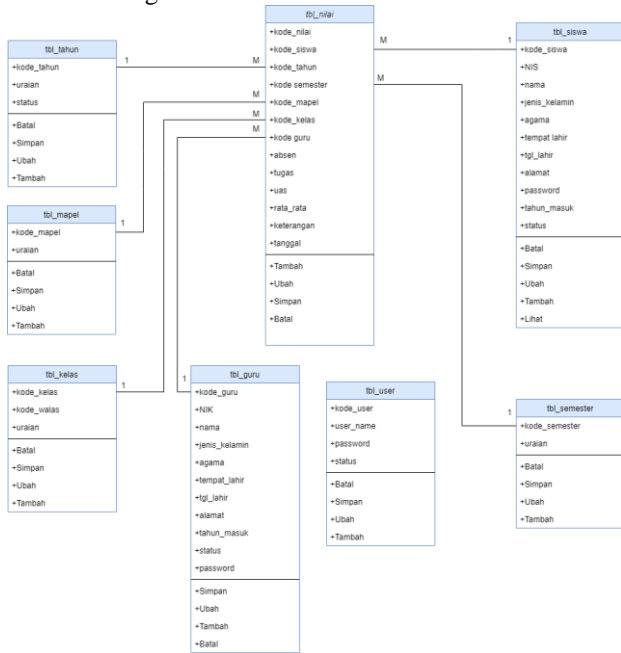 tbl_nilai
+kode_nilai
+kode_siswa
+kode_tahun
+kode semester
+kode_mapel
+kode_kelas
+kode guru
+absen
+tugas
+uas
+rata_rata
+keterangan
+tanggal
+Tambah
+Ubah
+Simpan
+Batal
tbl_tahun
+kode_tahun
+uraian
+status
+Batal
+Simpan
+Ubah
+Tambah
1
M
M
M
M
M
1
M
tbl_siswa
+kode_siswa
+NIS
+nama
+jenis_kelamin
+agama
+tempat lahir
+tgl_lahir
+alamat
+password
+tahun_masuk
+status
+Batal
+Simpan
+Ubah
+Tambah
+Lihat
tbl_mapel
+kode_mapel
+uraian
+Batal
+Simpan
+Ubah
+Tambah
1
tbl_kelas
+kode_kelas
+kode_walas
+uraian
+Batal
+Simpan
+Ubah
+Tambah
1
1
tbl_guru
+kode_guru
+NIK
+nama
+jenis_kelamin
+agama
+tempat_lahir
+tgl_lahir
+alamat
+tahun_masuk
+status
+password
+Simpan
+Ubah
+Tambah
+Batal
tbl_user
+kode_user
+user_name
+password
+status
+Batal
+Simpan
+Ubah
+Tambah
1
tbl_semester
+kode_semester
+uraian
+Batal
+Simpan
+Ubah
+Tambah